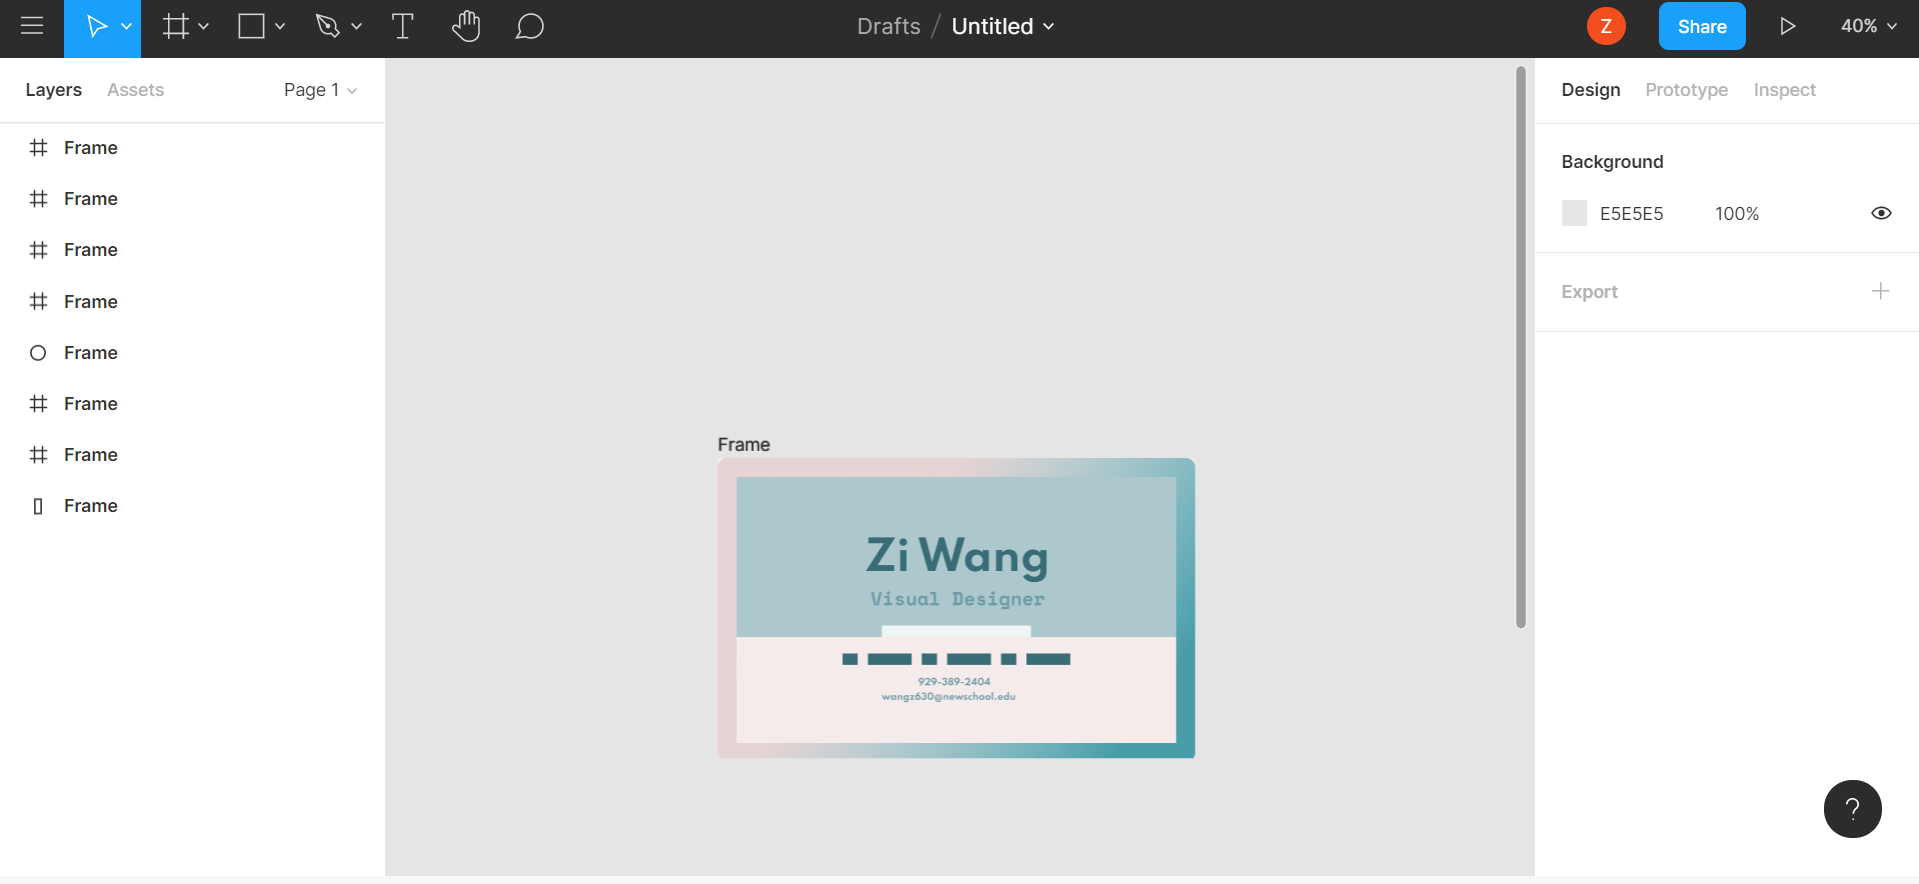 Drafts / Untitled
Z
Share
40%
Layers
Assets
Page 1
Design
Prototype
Inspect
Frame
Frame
Frame
Frame
Frame
Frame
Frame
Frame
Frame
Zi Wang
Visual Designer
929-389-2404
wangz630@newschool.edu
Background
E5E5E5
100%
Export
?